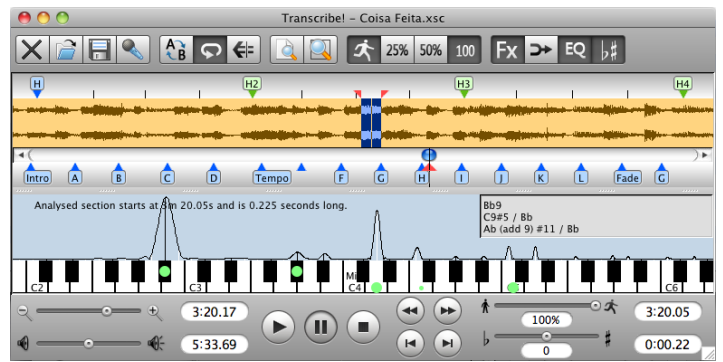 Transcribe! - Coisa Feita.xsc
A B 25% 50% 100 Fx EQ ♭♯
H H2 H3 H4
Intro A B C D Tempo F G H I J K L Fade G
Analysed section starts at 3m 20.05s and is 0.225 seconds long.
Bb9
C9#5 / Bb
Ab (add 9) #11 / Bb
C2 C3 C4 C6
3:20.17 100% 3:20.05
5:33.69 ♭ 0 ♯ 0:00.22